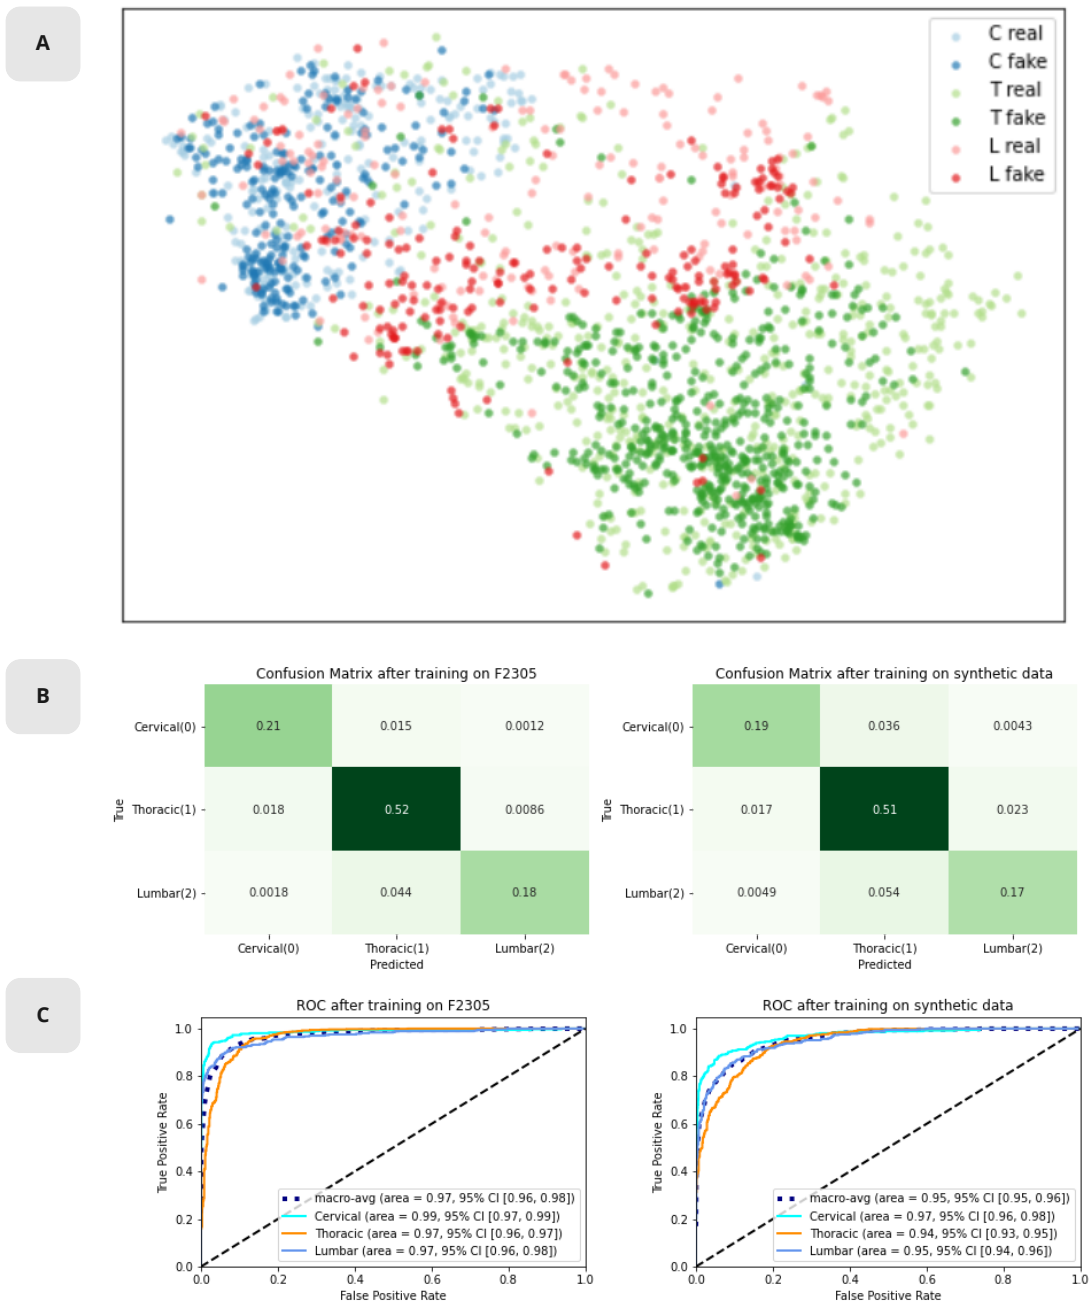 A
C real
C fake
T real
T fake
L real
L fake
B
Confusion Matrix after training on F2305
Cervical(0)
0.21
0.015
0.0012
True
Thoracic(1)
0.018
0.52
0.0086
Lumbar(2)
0.0018
0.044
0.18
Cervical(0)
Thoracic(1)
Lumbar(2)
Predicted
Confusion Matrix after training on synthetic data
Cervical(0)
0.19
0.036
0.0043
True
Thoracic(1)
0.017
0.51
0.023
Lumbar(2)
0.0049
0.054
0.17
Cervical(0)
Thoracic(1)
Lumbar(2)
Predicted
C
ROC after training on F2305
True Positive Rate
1.0
0.8
0.6
0.4
0.2
0.0
macro-avg (area = 0.97, 95% CI [0.96, 0.98])
Cervical (area = 0.99, 95% CI [0.97, 0.99])
Thoracic (area = 0.97, 95% CI [0.96, 0.97])
Lumbar (area = 0.97, 95% CI [0.96, 0.98])
0.0
0.2
0.4
0.6
0.8
1.0
False Positive Rate
ROC after training on synthetic data
True Positive Rate
1.0
0.8
0.6
0.4
0.2
0.0
macro-avg (area = 0.95, 95% CI [0.95, 0.96])
Cervical (area = 0.97, 95% CI [0.96, 0.98])
Thoracic (area = 0.94, 95% CI [0.93, 0.95])
Lumbar (area = 0.95, 95% CI [0.94, 0.96])
0.0
0.2
0.4
0.6
0.8
1.0
False Positive Rate